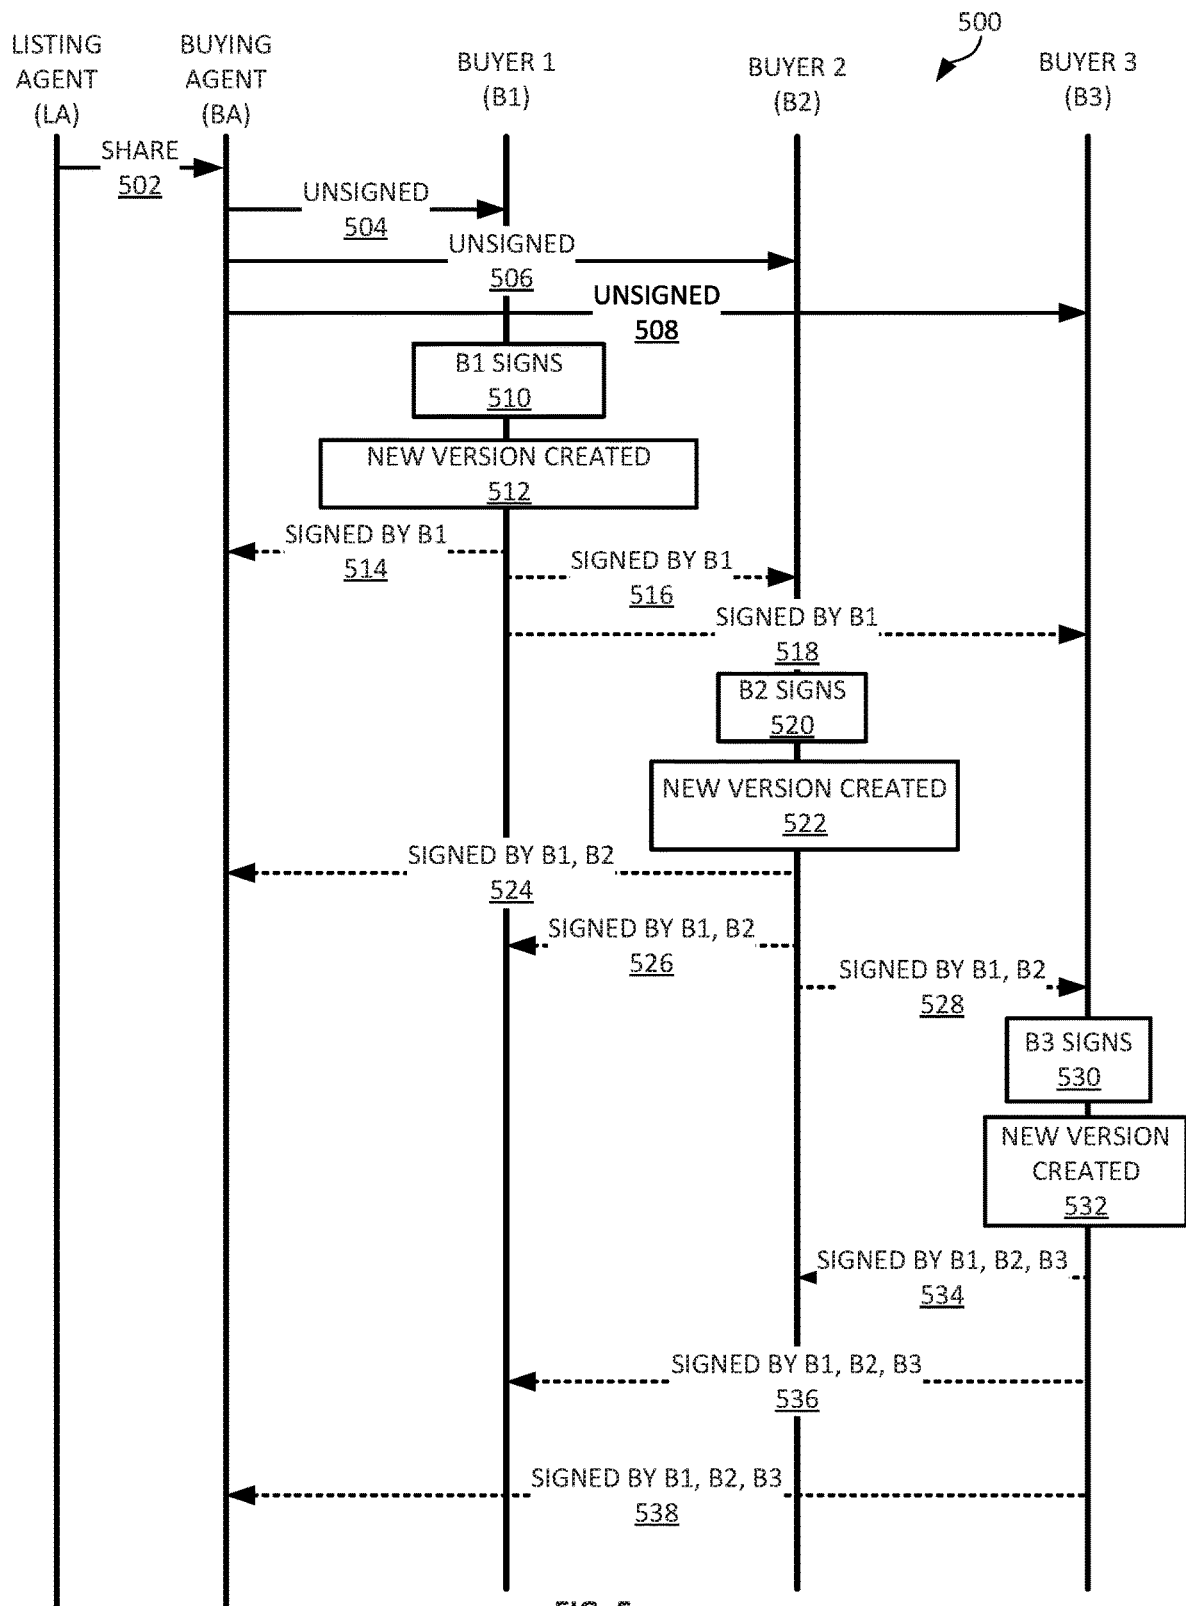 500
LISTING
AGENT
(LA)
BUYING
AGENT
(BA)
BUYER 1
(B1)
BUYER 2
(B2)
BUYER 3
(B3)
SHARE
502
UNSIGNED
504
UNSIGNED
506
UNSIGNED
508
B1 SIGNS
510
NEW VERSION CREATED
512
SIGNED BY B1
514
SIGNED BY B1
516
SIGNED BY B1
518
B2 SIGNS
520
NEW VERSION CREATED
522
SIGNED BY B1, B2
524
SIGNED BY B1, B2
526
SIGNED BY B1, B2
528
B3 SIGNS
530
NEW VERSION
CREATED
532
SIGNED BY B1, B2, B3
534
SIGNED BY B1, B2, B3
536
SIGNED BY B1, B2, B3
538